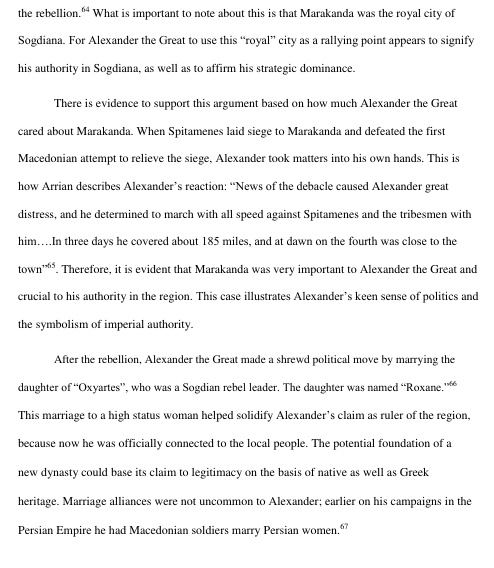 the rebellion.64 What is important to note about this is that Marakanda was the royal city of
Sogdiana. For Alexander the Great to use this “royal” city as a rallying point appears to signify
his authority in Sogdiana, as well as to affirm his strategic dominance.
There is evidence to support this argument based on how much Alexander the Great
cared about Marakanda. When Spitamenes laid siege to Marakanda and defeated the first
Macedonian attempt to relieve the siege, Alexander took matters into his own hands. This is
how Arrian describes Alexander’s reaction: “News of the debacle caused Alexander great
distress, and he determined to march with all speed against Spitamenes and the tribesmen with
him….In three days he covered about 185 miles, and at dawn on the fourth was close to the
town”65. Therefore, it is evident that Marakanda was very important to Alexander the Great and
crucial to his authority in the region. This case illustrates Alexander’s keen sense of politics and
the symbolism of imperial authority.
After the rebellion, Alexander the Great made a shrewd political move by marrying the
daughter of “Oxyartes”, who was a Sogdian rebel leader. The daughter was named “Roxane.”66
This marriage to a high status woman helped solidify Alexander’s claim as ruler of the region,
because now he was officially connected to the local people. The potential foundation of a
new dynasty could base its claim to legitimacy on the basis of native as well as Greek
heritage. Marriage alliances were not uncommon to Alexander; earlier on his campaigns in the
Persian Empire he had Macedonian soldiers marry Persian women.67